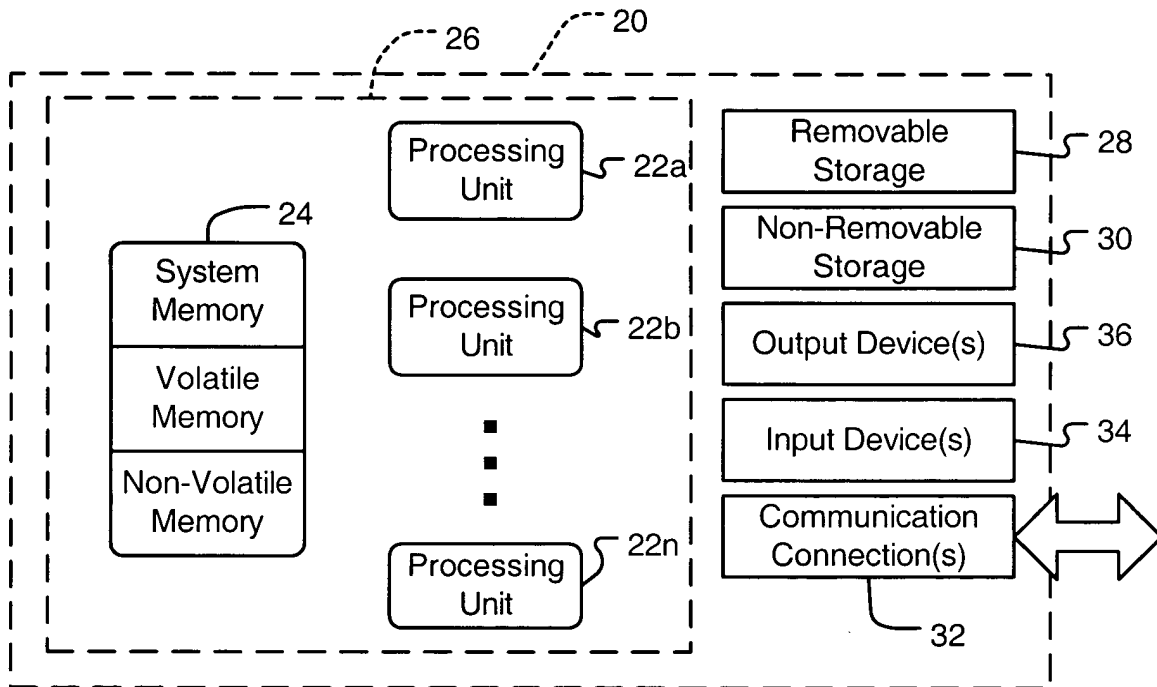 26
20
Processing
Unit
22a
Removable
Storage
28
24
System
Memory
Non-Removable
Storage
30
Processing
Unit
22b
Output Device(s)
36
Volatile
Memory
Input Device(s)
34
Non-Volatile
Memory
Communication
Connection(s)
Processing
Unit
22n
32